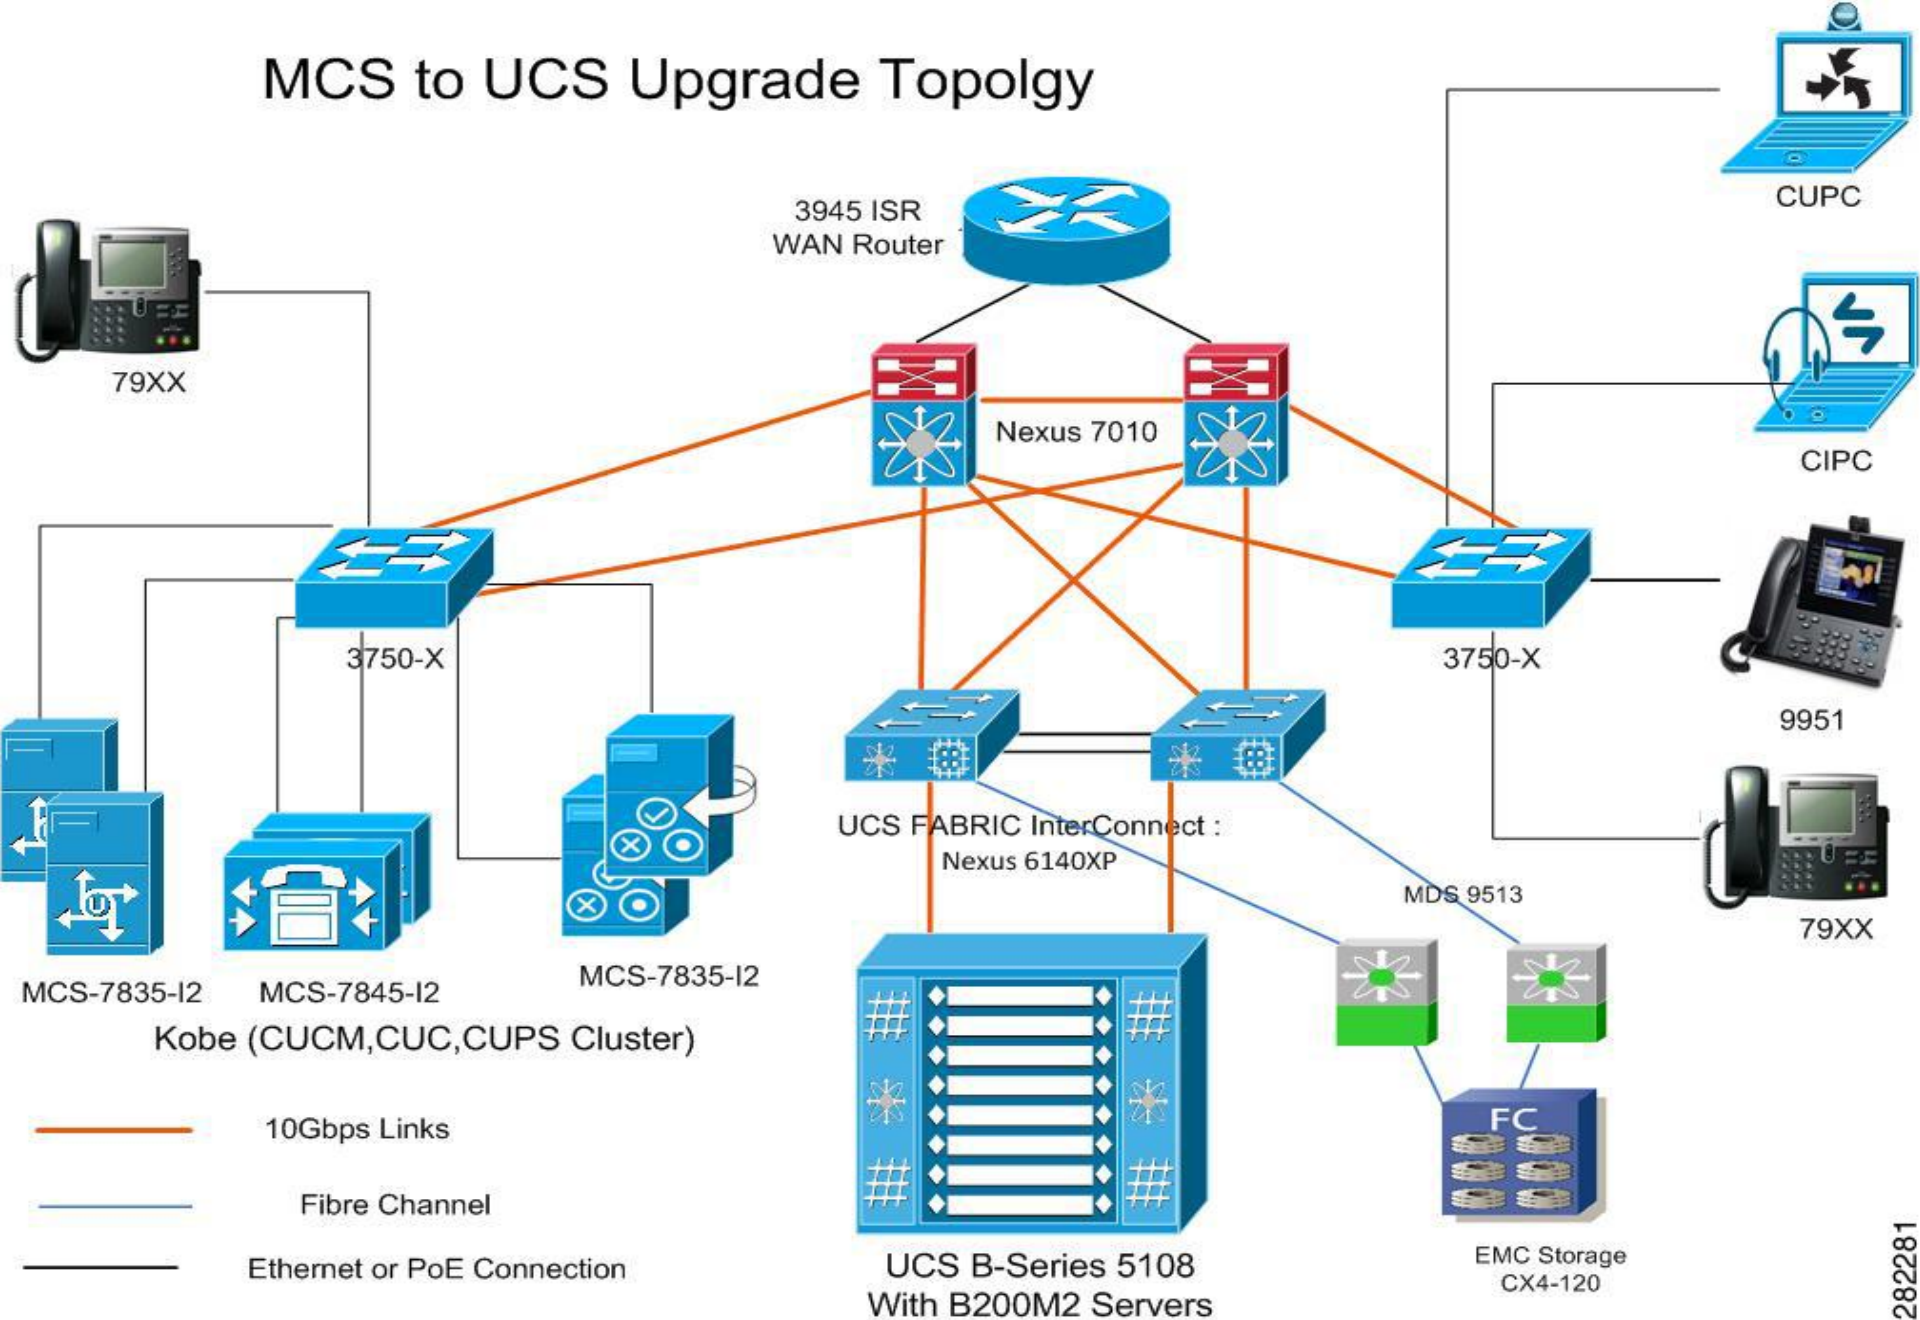 MCS to UCS Upgrade Topolgy
CUPC
3945 ISR
WAN Router
79XX
Nexus 7010
CIPC
3750-X
3750-X
9951
UCS FABRIC InterConnect :
Nexus 6140XP
MDS 9513
79XX
U
MCS-7835-I2
MCS-7845-I2
MCS-7835-I2
Kobe (CUCM,CUC,CUPS Cluster)
10Gbps Links
FC
Fibre Channel
Ethernet or PoE Connection
UCS B-Series 5108
With B200M2 Servers
EMC Storage
CX4-120
282281